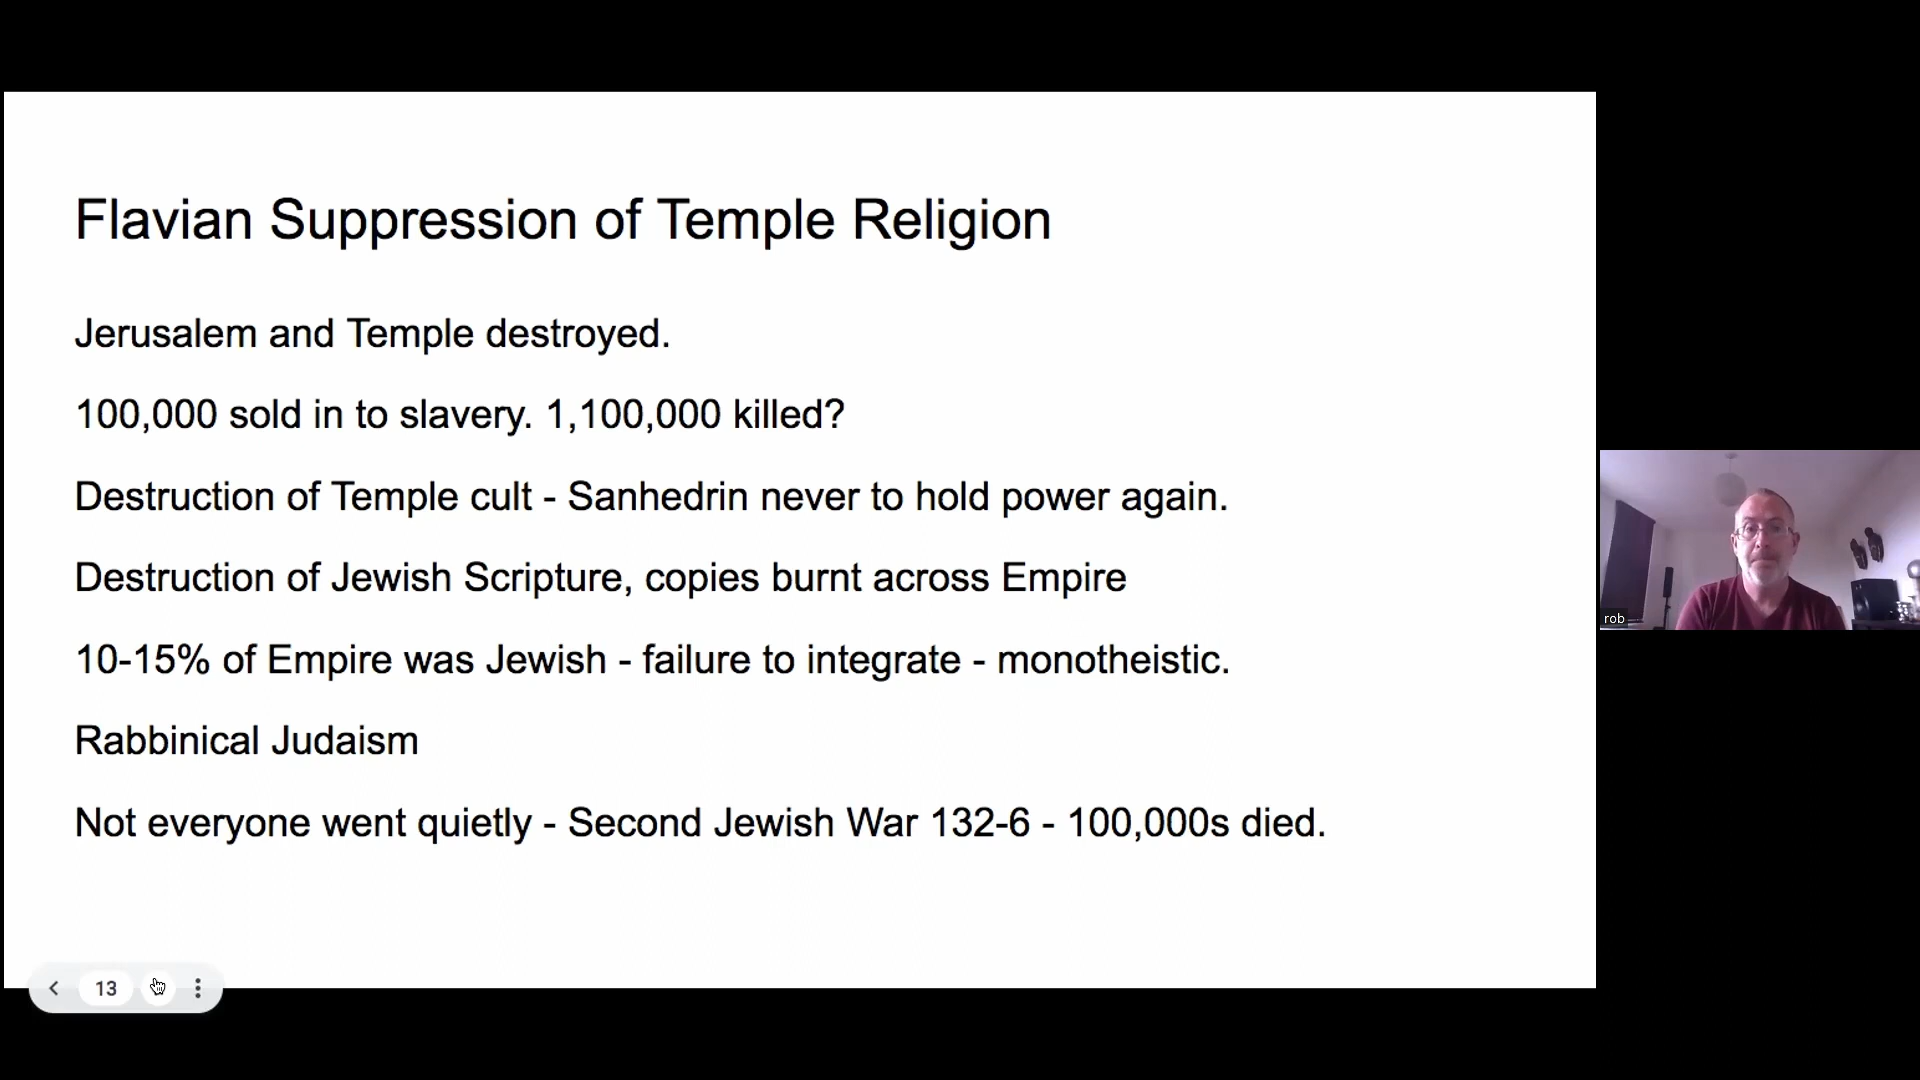 Flavian Suppression of Temple Religion
Jerusalem and Temple destroyed.
100,000 sold in to slavery. 1,100,000 killed?
Destruction of Temple cult - Sanhedrin never to hold power again.
Destruction of Jewish Scripture, copies burnt across Empire
10-15% of Empire was Jewish - failure to integrate - monotheistic.
Rabbinical Judaism
Not everyone went quietly - Second Jewish War 132-6 - 100,000s died.
13
rob